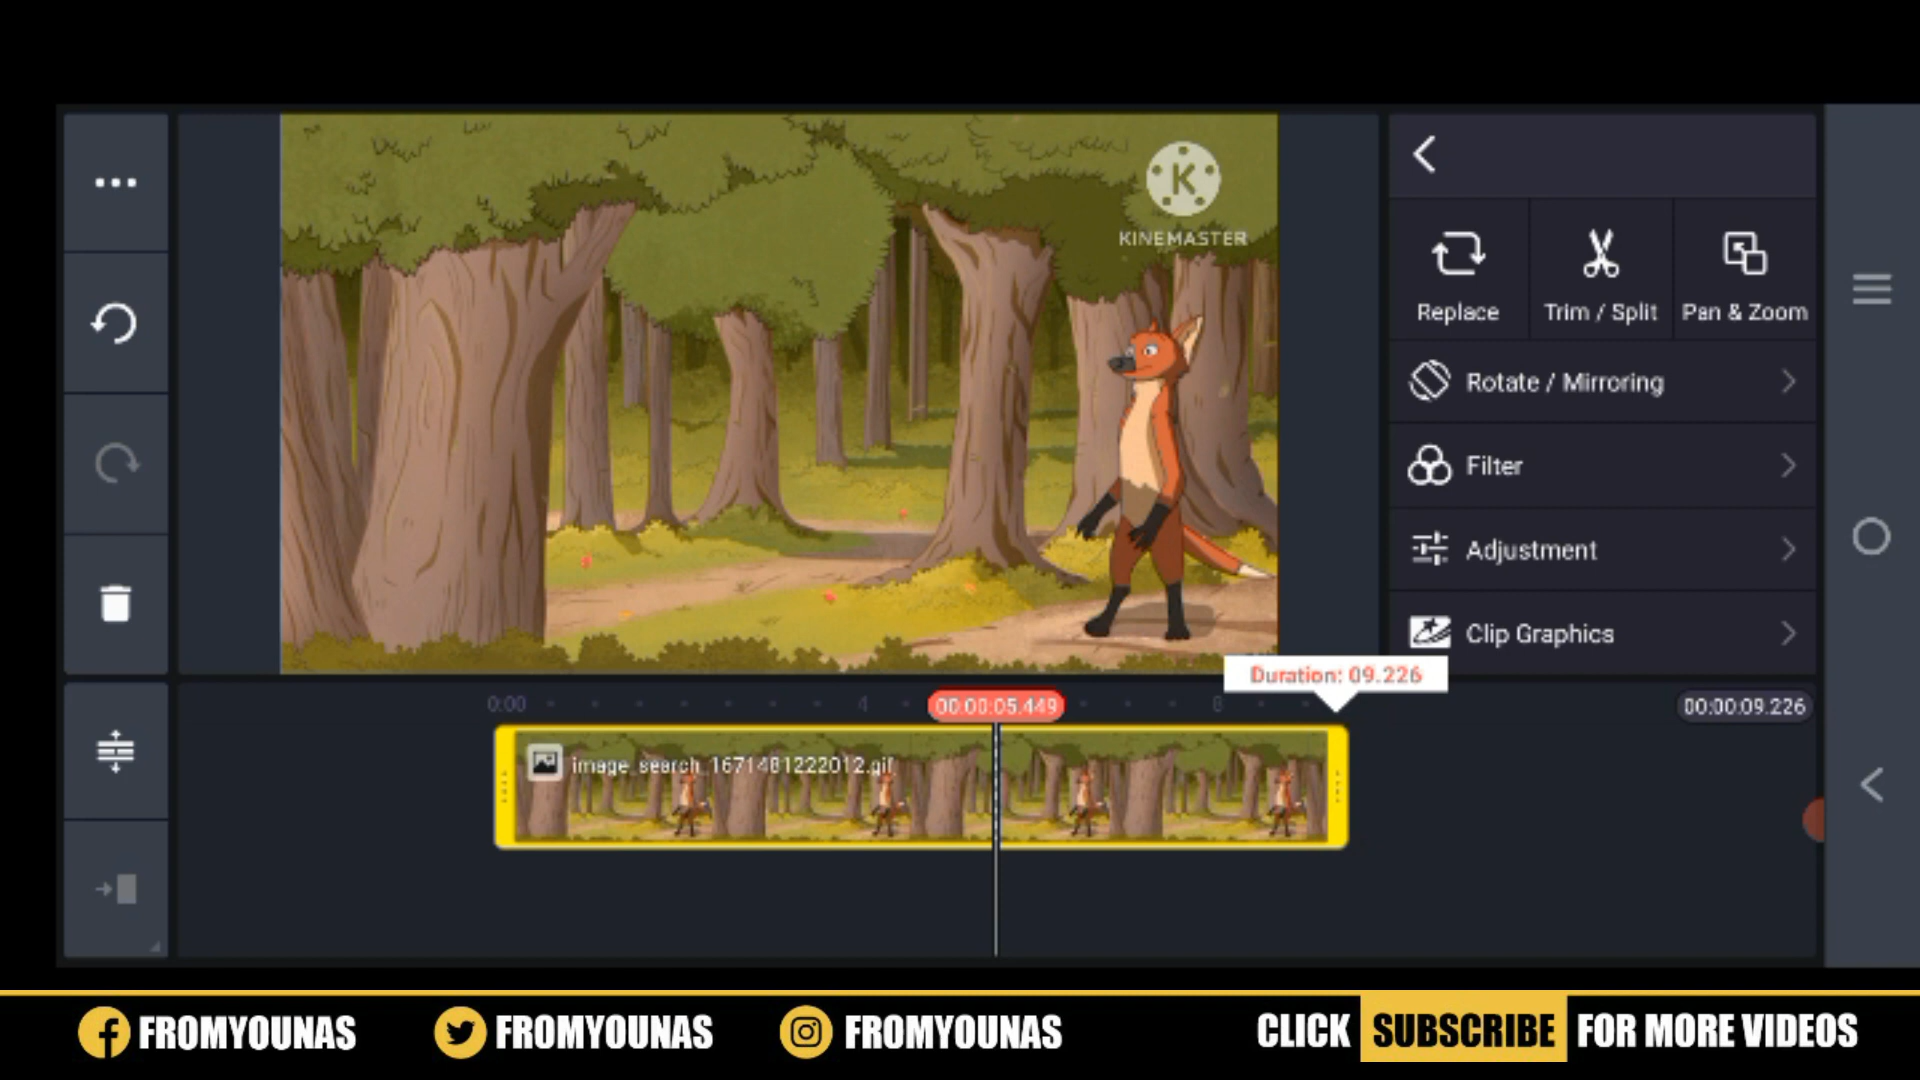 K
KINEMASTER
Replace
Trim / Split
Pan & Zoom
Rotate / Mirroring
Filter
Adjustment
Clip Graphics
Duration: 09.226
0:00
4
00:00:05.449
8
00:00:09.226
image_search_1671481222012.gif
FROMYOUNAS
FROMYOUNAS
FROMYOUNAS
CLICK SUBSCRIBE FOR MORE VIDEOS